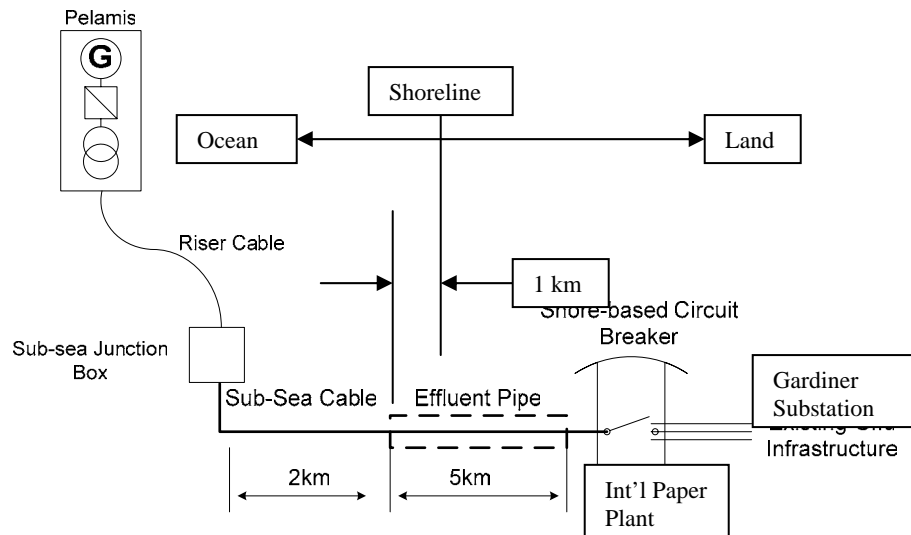 Pelamis
G
Shoreline
Ocean
Land
Riser Cable
1 km
Shore-based Circuit
Breaker
Sub-sea Junction
Box
Sub-Sea Cable
Effluent Pipe
Gardiner
Substation
Infrastructure
2km
5km
Int'l Paper
Plant